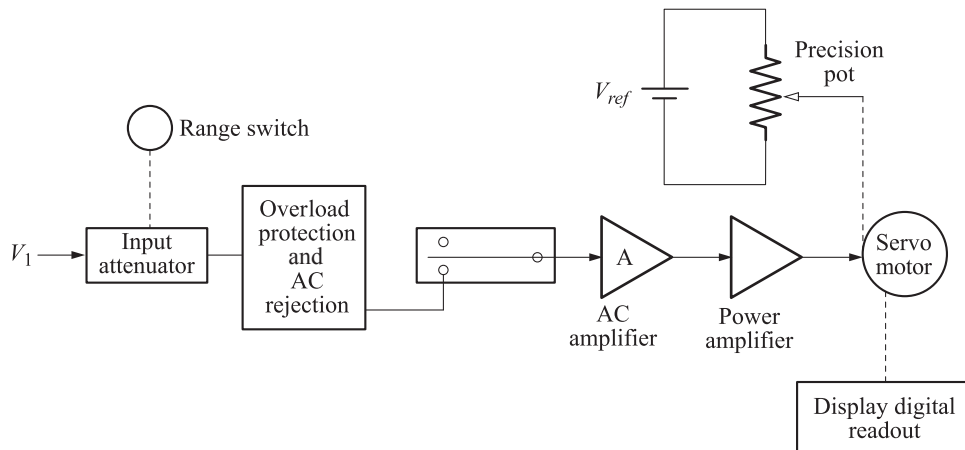 Precision
pot
V_ref
Range switch
Overload
protection
and
AC
rejection
V_1
Input
attenuator
A
AC
amplifier
Power
amplifier
Servo
motor
Display digital
readout